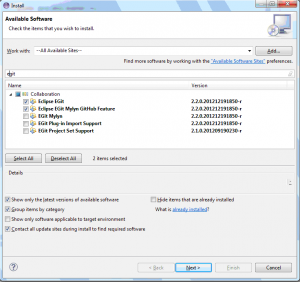 Install
Available Software
Check the items that you wish to install.
Work with: --All Available Sites--
Add...
Find more software by working with the "Available Software Sites" preferences.
Name Version
Collaboration
Eclipse EGit 2.2.0.201212191850-r
Eclipse EGit Mylyn GitHub Feature 2.2.0.201212191850-r
EGit Mylyn 2.2.0.201212191850-r
EGit Plug-in Import Support 2.2.0.201212191850-r
EGit Project Set Support 2.1.0.201209190230-r
Select All Deselect All 2 items selected
Details
Show only the latest versions of available software Hide items that are already installed
Group items by category What is already installed?
Show only software applicable to target environment
Contact all update sites during install to find required software
? < Back Next > Finish Cancel